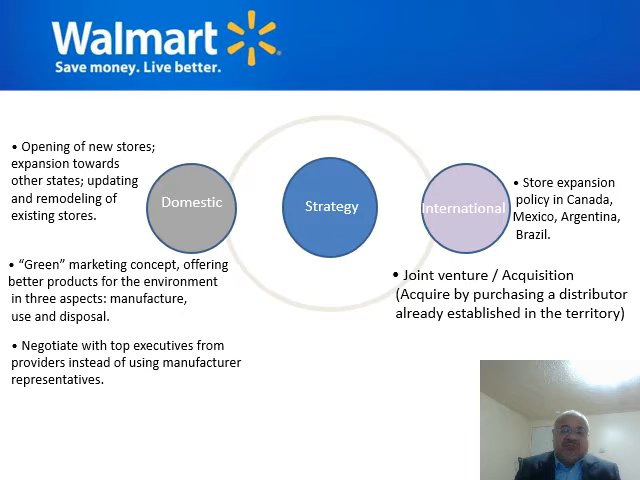 Walmart
Save money. Live better.
• Opening of new stores;
expansion towards
other states; updating
and remodeling of
existing stores.
Domestic
Strategy
International
• Store expansion
policy in Canada,
Mexico, Argentina,
Brazil.
• “Green” marketing concept, offering
better products for the environment
in three aspects: manufacture,
use and disposal.
• Negotiate with top executives from
providers instead of using manufacturer
representatives.
• Joint venture / Acquisition
(Acquire by purchasing a distributor
already established in the territory)